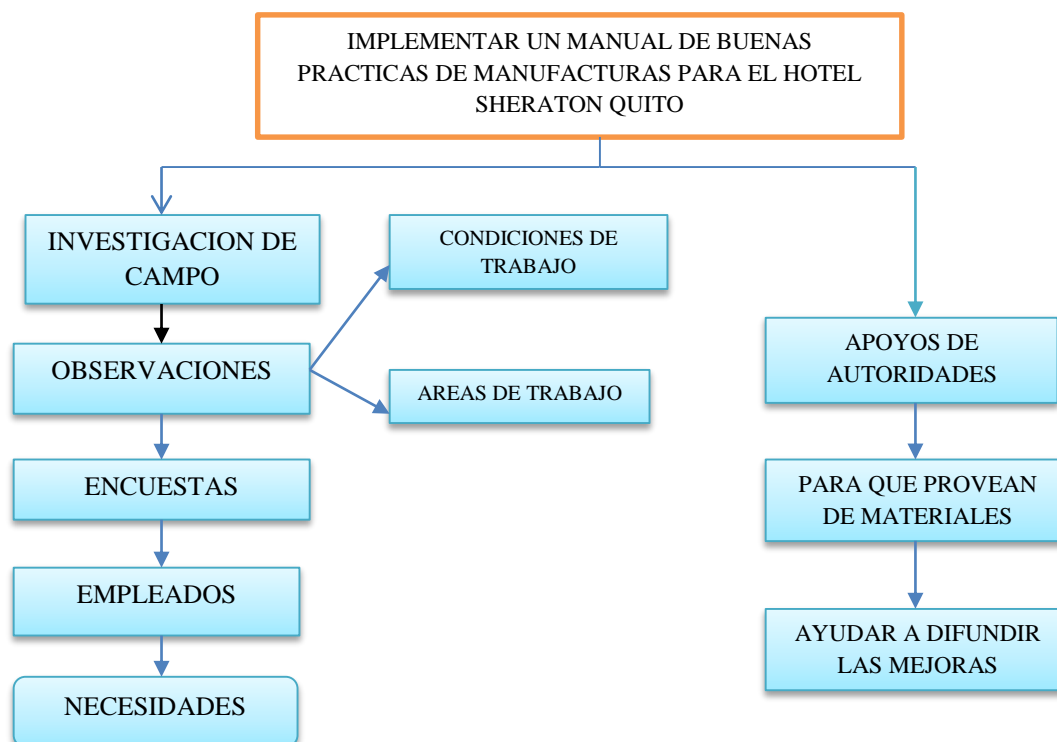 IMPLEMENTAR UN MANUAL DE BUENAS
PRACTICAS DE MANUFACTURAS PARA EL HOTEL
SHERATON QUITO
INVESTIGACION DE
CAMPO
CONDICIONES DE
TRABAJO
OBSERVACIONES
AREAS DE TRABAJO
ENCUESTAS
EMPLEADOS
NECESIDADES
APOYOS DE
AUTORIDADES
PARA QUE PROVEAN
DE MATERIALES
AYUDAR A DIFUNDIR
LAS MEJORAS